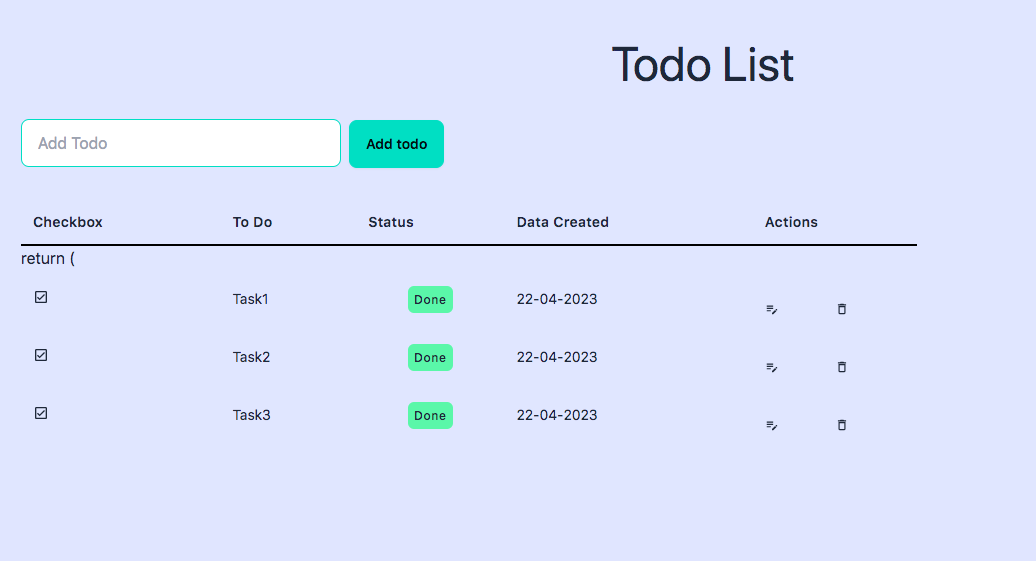 Todo List
Add Todo
Add todo
Checkbox To Do Status Data Created Actions
return (
Task1 Done 22-04-2023
Task2 Done 22-04-2023
Task3 Done 22-04-2023